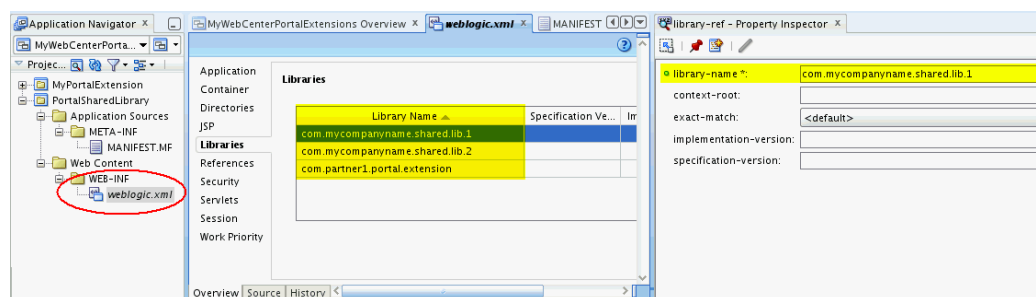 Application Navigator
MyWebCenterPorta...
Projec...
MyPortalExtension
PortalSharedLibrary
Application Sources
META-INF
MANIFEST.MF
Web Content
WEB-INF
weblogic.xml
MyWebCenterPortalExtensions Overview
weblogic.xml
MANIFEST
Application
Container
Directories
JSP
Libraries
References
Security
Servlets
Session
Work Priority
Libraries
Library Name
Specification Ve...
Im
com.mycompanyname.shared.lib.1
com.mycompanyname.shared.lib.2
com.partner1.portal.extension
Overview
Source
History
library-ref - Property Inspector
library-name *:
com.mycompanyname.shared.lib.1
context-root:
exact-match:
<default>
implementation-version:
specification-version: